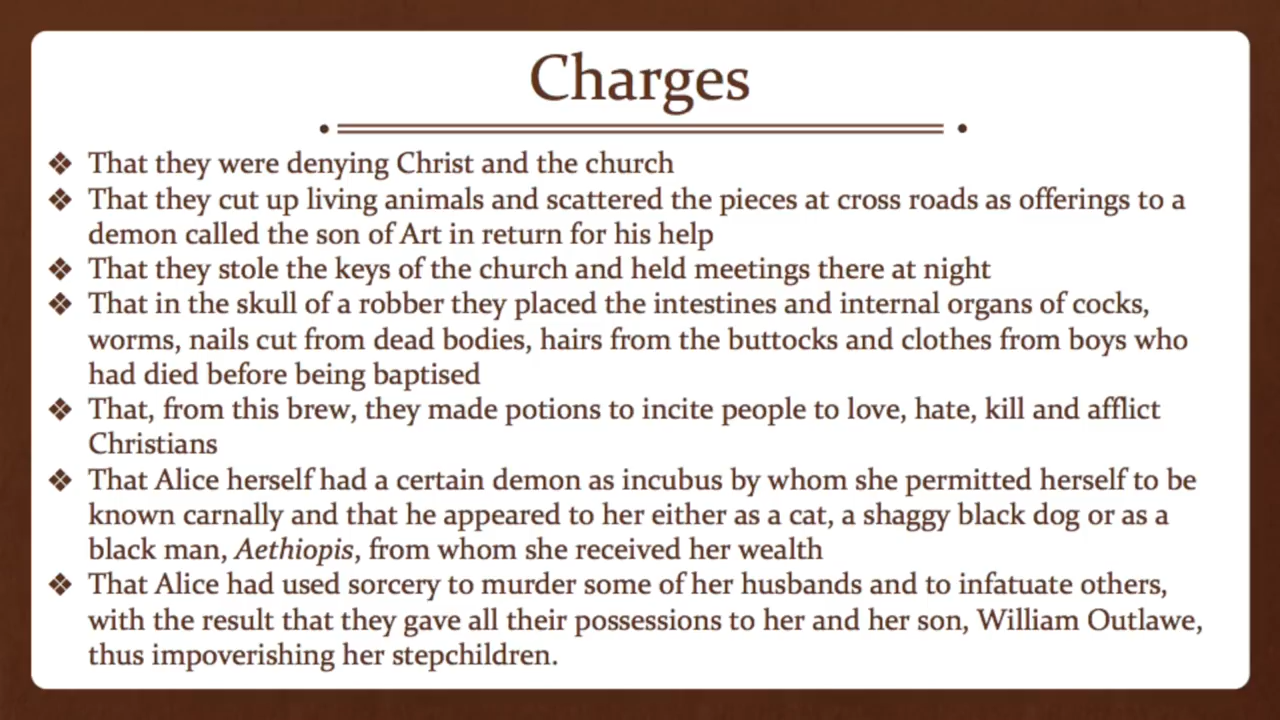 Charges
❖ That they were denying Christ and the church
❖ That they cut up living animals and scattered the pieces at cross roads as offerings to a
demon called the son of Art in return for his help
❖ That they stole the keys of the church and held meetings there at night
❖ That in the skull of a robber they placed the intestines and internal organs of cocks,
worms, nails cut from dead bodies, hairs from the buttocks and clothes from boys who
had died before being baptised
❖ That, from this brew, they made potions to incite people to love, hate, kill and afflict
Christians
❖ That Alice herself had a certain demon as incubus by whom she permitted herself to be
known carnally and that he appeared to her either as a cat, a shaggy black dog or as a
black man, Aethiopis, from whom she received her wealth
❖ That Alice had used sorcery to murder some of her husbands and to infatuate others,
with the result that they gave all their possessions to her and her son, William Outlawe,
thus impoverishing her stepchildren.